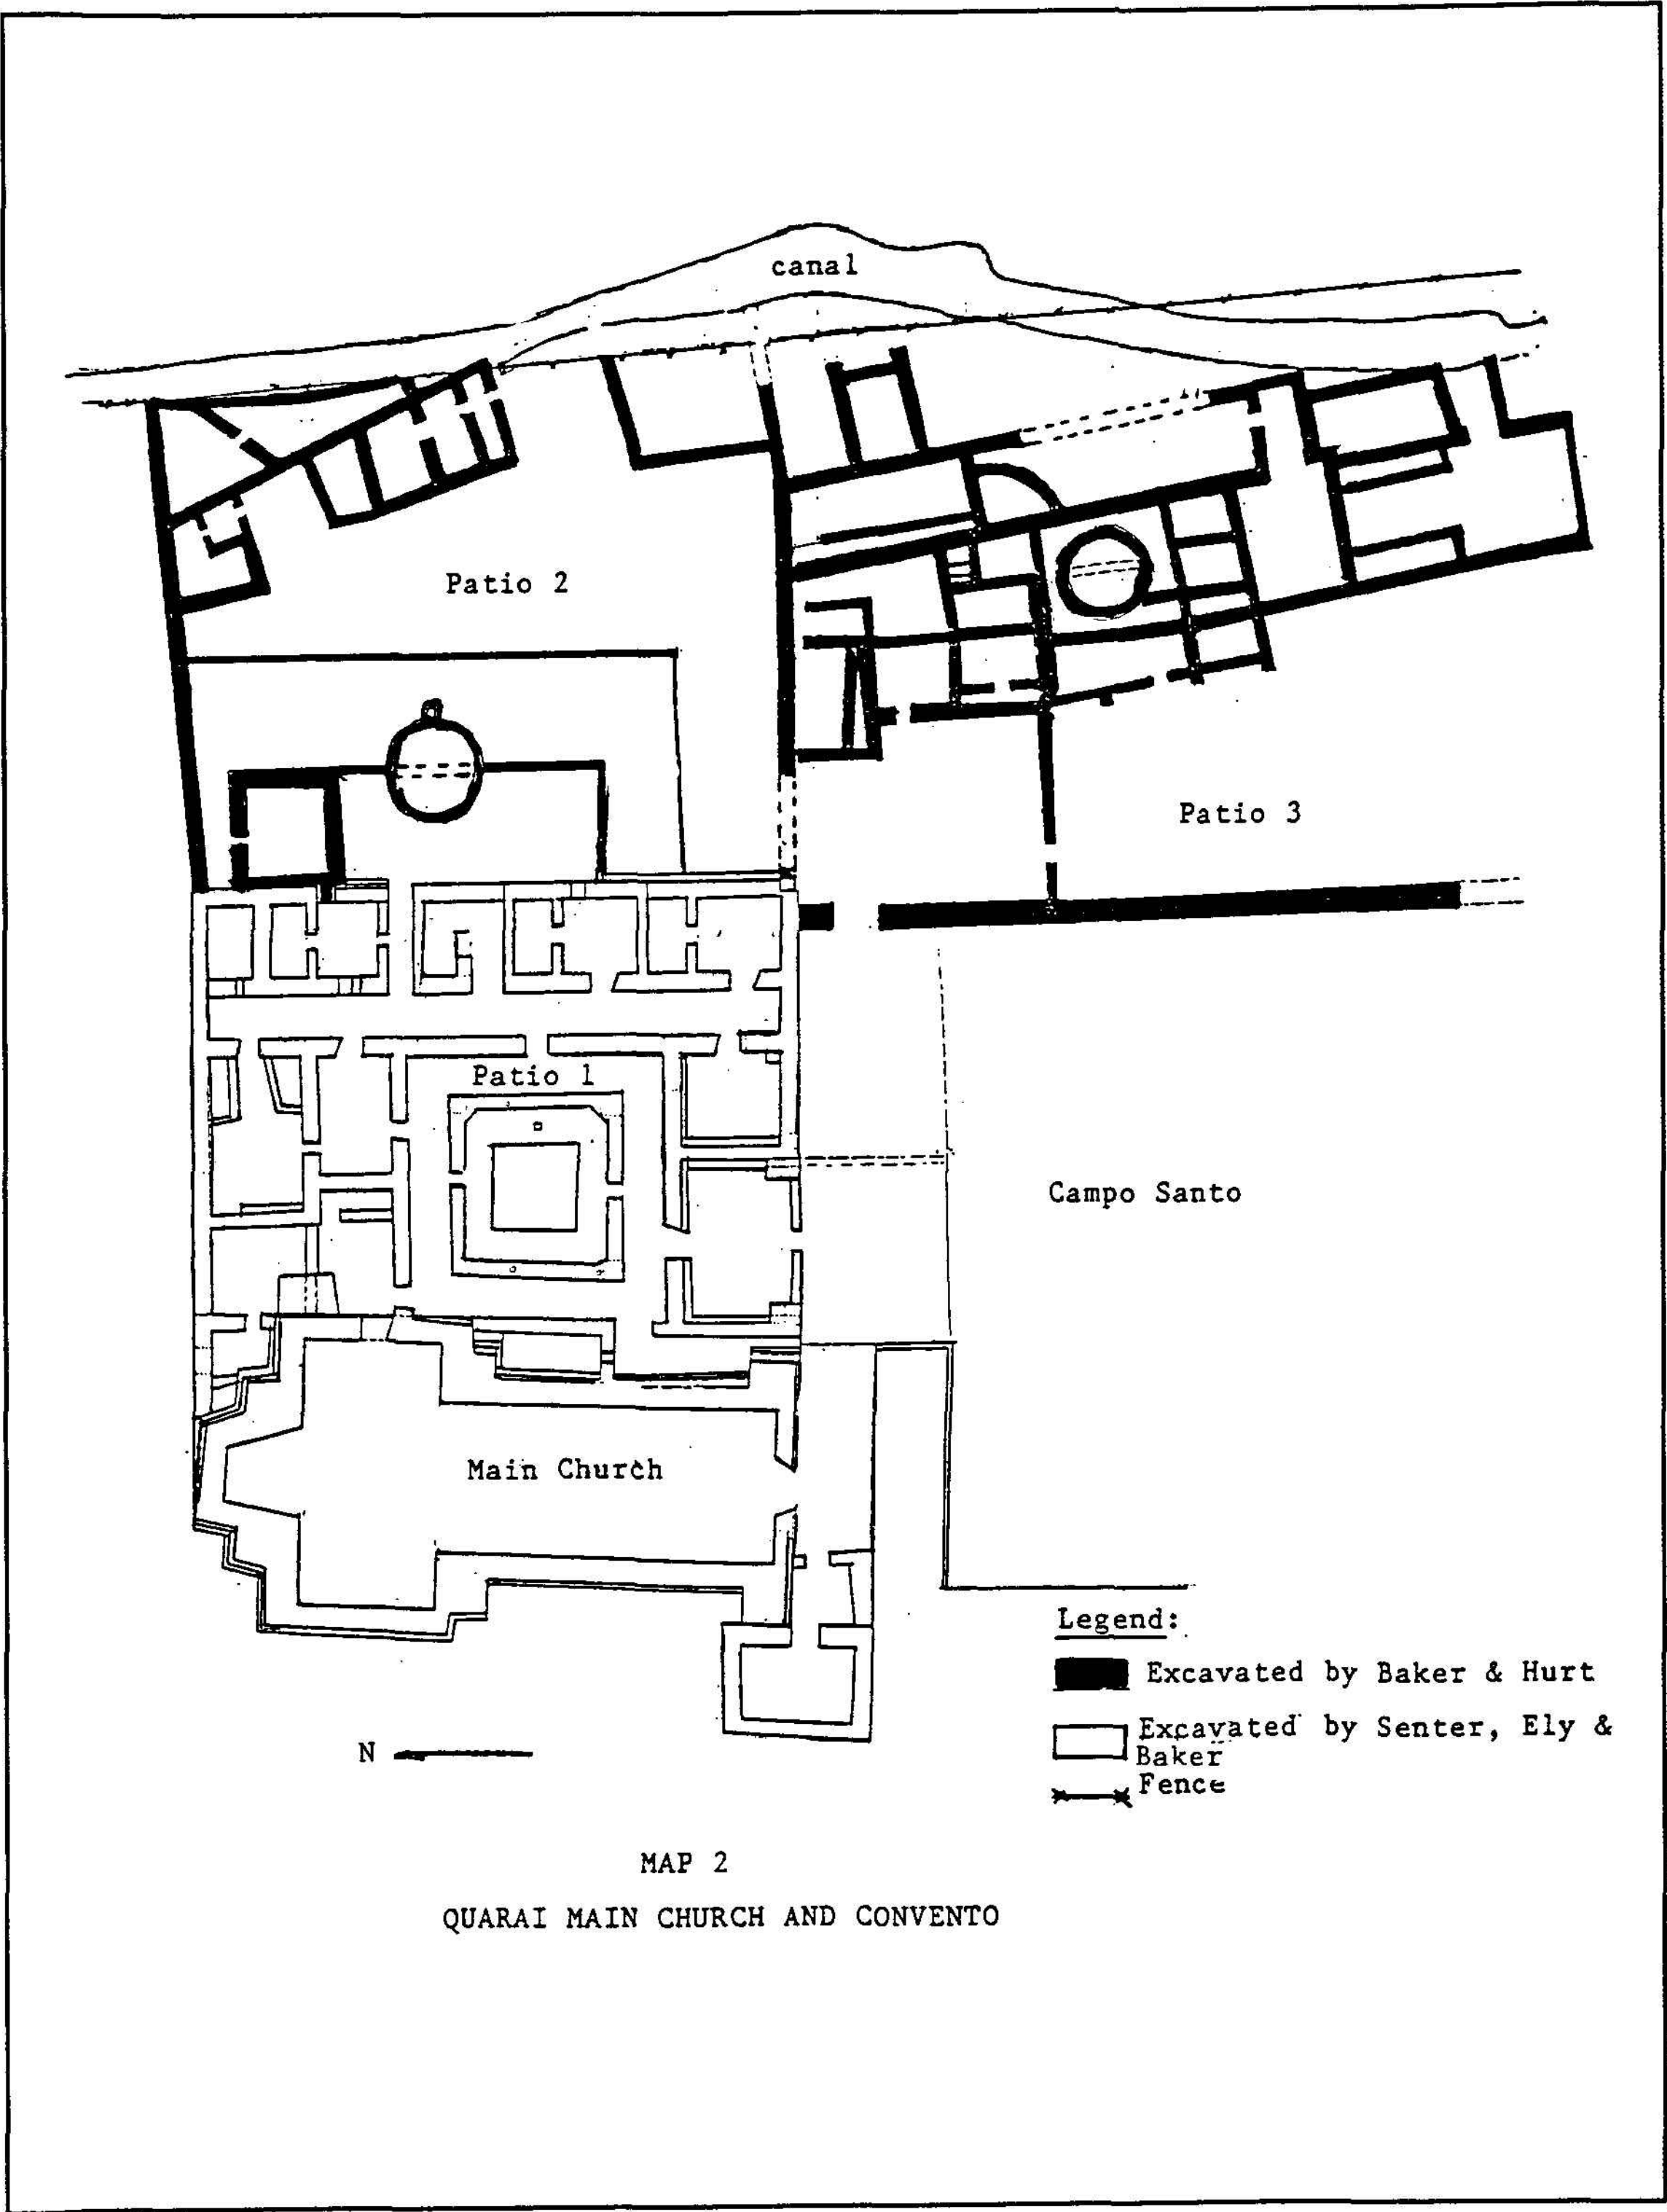 canal
Patio 2
Patio 3
Patio 1
Campo Santo
Main Church
Legend:
Excavated by Baker & Hurt
Excavated by Senter, Ely &
Baker
Fence
N
MAP 2
QUARAI MAIN CHURCH AND CONVENTO